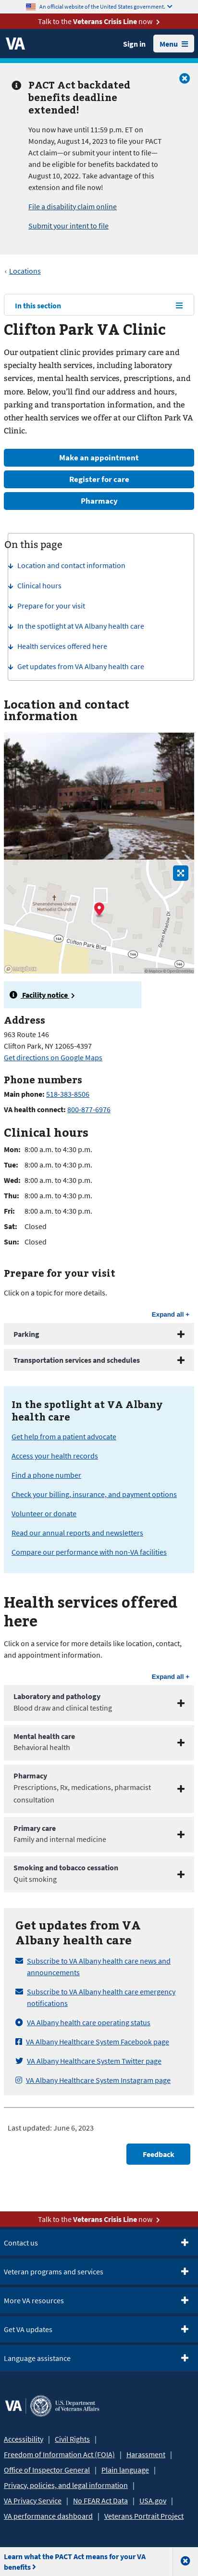 An official website of the United States government.
Talk to the Veterans Crisis Line now
VA
Sign in
Menu
PACT Act backdated
benefits deadline
extended!
You now have until 11:59 p.m. ET on
Monday, August 14, 2023 to file your PACT
Act claim—or submit your intent to file—
and be eligible for benefits backdated to
August 10, 2022. Take advantage of this
extension and file now!
File a disability claim online
Submit your intent to file
Locations
In this section
Clifton Park VA Clinic
Our outpatient clinic provides primary care and
specialty health services, including laboratory
services, mental health services, prescriptions, and
more. Below, you'll find our address and hours,
parking and transportation information, and the
other health services we offer at our Clifton Park VA
Clinic.
Make an appointment
Register for care
Pharmacy
On this page
Location and contact information
Clinical hours
Prepare for your visit
In the spotlight at VA Albany health care
Health services offered here
Get updates from VA Albany health care
Location and contact
information
Shenendehowa United
Methodist Church
Clifton Park Blvd
146
146
mapbox
Facility notice
Address
963 Route 146
Clifton Park, NY 12065-4397
Get directions on Google Maps
Phone numbers
Main phone: 518-383-8506
VA health connect: 800-877-6976
Clinical hours
Mon: 8:00 a.m. to 4:30 p.m.
Tue: 8:00 a.m. to 4:30 p.m.
Wed: 8:00 a.m. to 4:30 p.m.
Thu: 8:00 a.m. to 4:30 p.m.
Fri: 8:00 a.m. to 4:30 p.m.
Sat: Closed
Sun: Closed
Prepare for your visit
Click on a topic for more details.
Expand all +
Parking
Transportation services and schedules
In the spotlight at VA Albany
health care
Get help from a patient advocate
Access your health records
Find a phone number
Check your billing, insurance, and payment options
Volunteer or donate
Read our annual reports and newsletters
Compare our performance with non-VA facilities
Health services offered
here
Click on a service for more details like location, contact,
and appointment information.
Expand all +
Laboratory and pathology
Blood draw and clinical testing
Mental health care
Behavioral health
Pharmacy
Prescriptions, Rx, medications, pharmacist
consultation
Primary care
Family and internal medicine
Smoking and tobacco cessation
Quit smoking
Get updates from VA
Albany health care
Subscribe to VA Albany health care news and
announcements
Subscribe to VA Albany health care emergency
notifications
VA Albany health care operating status
VA Albany Healthcare System Facebook page
VA Albany Healthcare System Twitter page
VA Albany Healthcare System Instagram page
Last updated: June 6, 2023
Feedback
Talk to the Veterans Crisis Line now
Contact us
Veteran programs and services
More VA resources
Get VA updates
Language assistance
VA
U.S. Department
of Veterans Affairs
Accessibility | Civil Rights |
Freedom of Information Act (FOIA) | Harassment |
Office of Inspector General | Plain language |
Privacy, policies, and legal information |
VA Privacy Service | No FEAR Act Data | USA.gov |
VA performance dashboard | Veterans Portrait Project
Learn what the PACT Act means for your VA
benefits